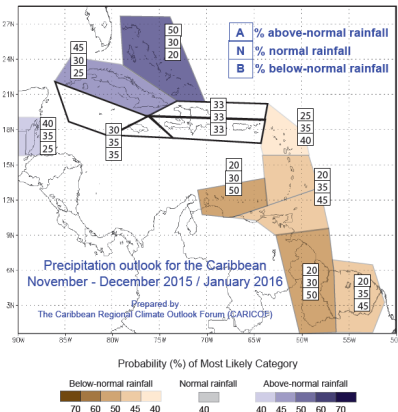 A % above-normal rainfall
N % normal rainfall
B % below-normal rainfall
27N
24N
21N
18N
15N
12N
9N
6N
3N
50
30
20
45
30
25
33
33
33
25
35
40
40
35
25
30
35
35
20
30
50
20
35
45
20
30
50
20
35
45
Precipitation outlook for the Caribbean
November - December 2015 / January 2016
Prepared by
The Caribbean Regional Climate Outlook Forum (CARICOF)
90W 85W 80W 75W 70W 65W 60W 55W 50
Probability (%) of Most Likely Category
Below-normal rainfall Normal rainfall Above-normal rainfall
70 60 50 45 40 40 40 45 50 60 70